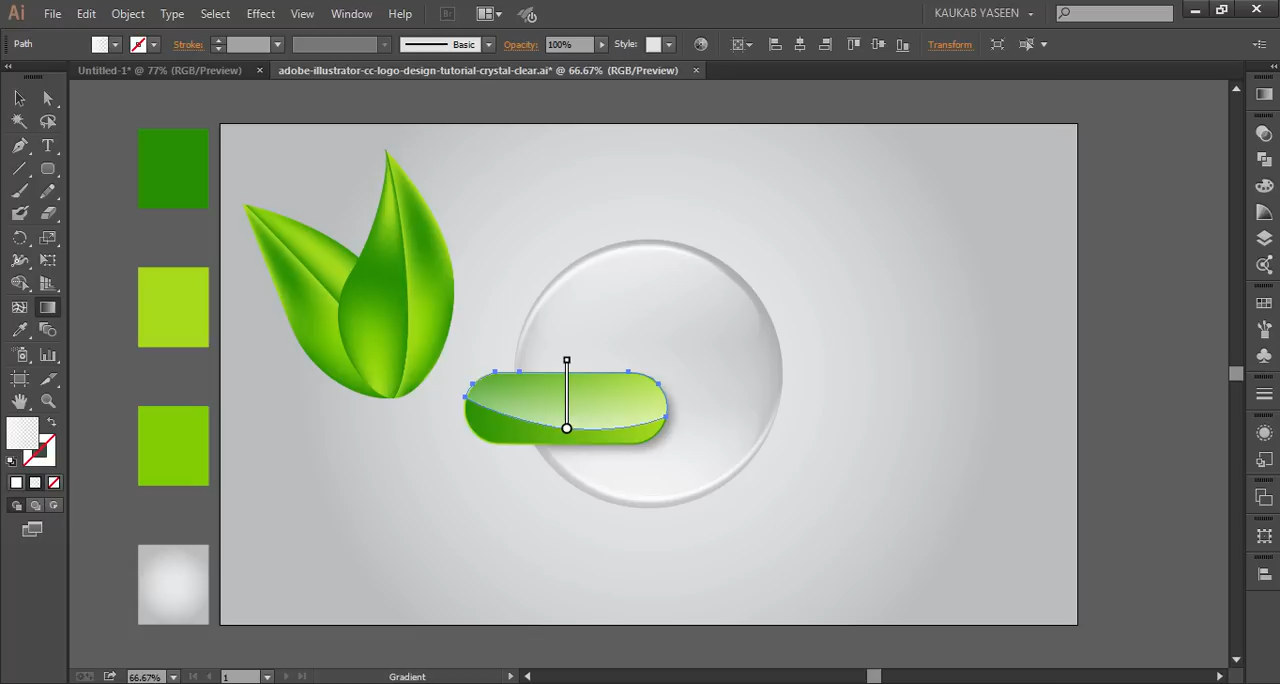 Ai File Edit Object Type Select Effect View Window Help Br KAUKAB YASEEN
Path Stroke: Basic Opacity: 100% Style: Transform
Untitled-1* @ 77% (RGB/Preview) × adobe-illustrator-cc-logo-design-tutorial-crystal-clear.ai* @ 66.67% (RGB/Preview) ×
T
66.67% 1 Gradient